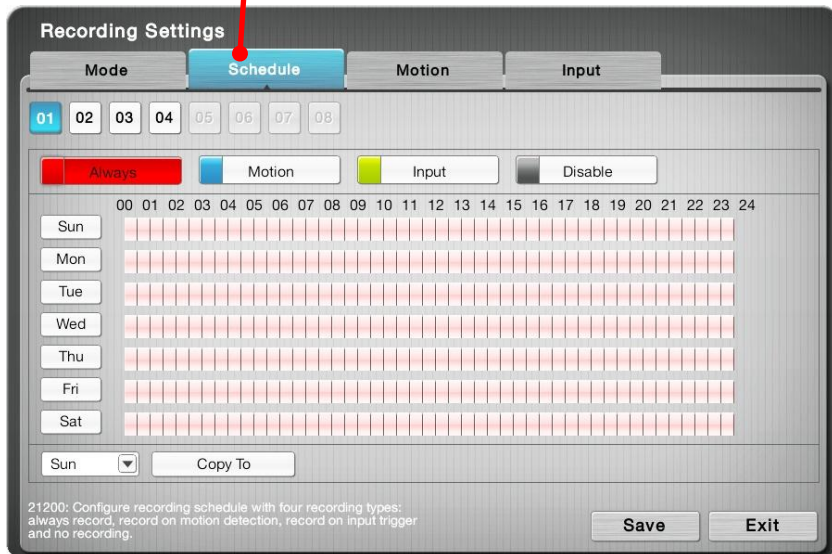 Recording Settings
Mode Schedule Motion Input
01 02 03 04 05 06 07 08
Always Motion Input Disable
00 01 02 03 04 05 06 07 08 09 10 11 12 13 14 15 16 17 18 19 20 21 22 23 24
Sun
Mon
Tue
Wed
Thu
Fri
Sat
Sun Copy To
21200: Configure recording schedule with four recording types:
always record, record on motion detection, record on input trigger
and no recording.
Save Exit